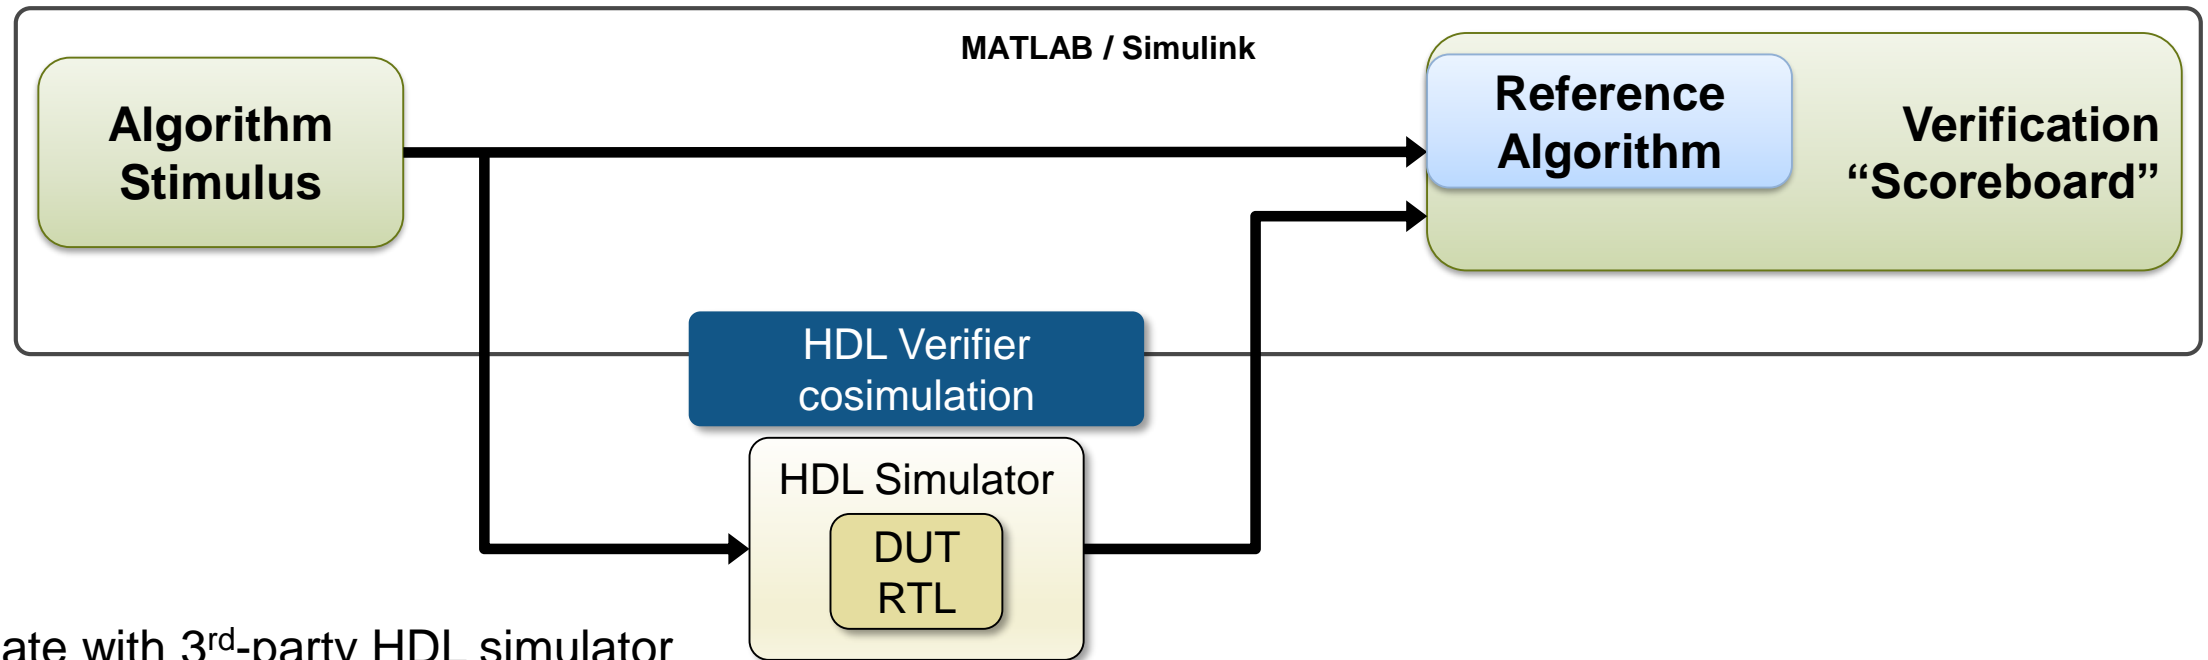 MATLAB / Simulink
Algorithm
Stimulus
Reference
Algorithm
Verification
“Scoreboard”
HDL Verifier
cosimulation
HDL Simulator
DUT
RTL
ate with 3rd-party HDL simulator